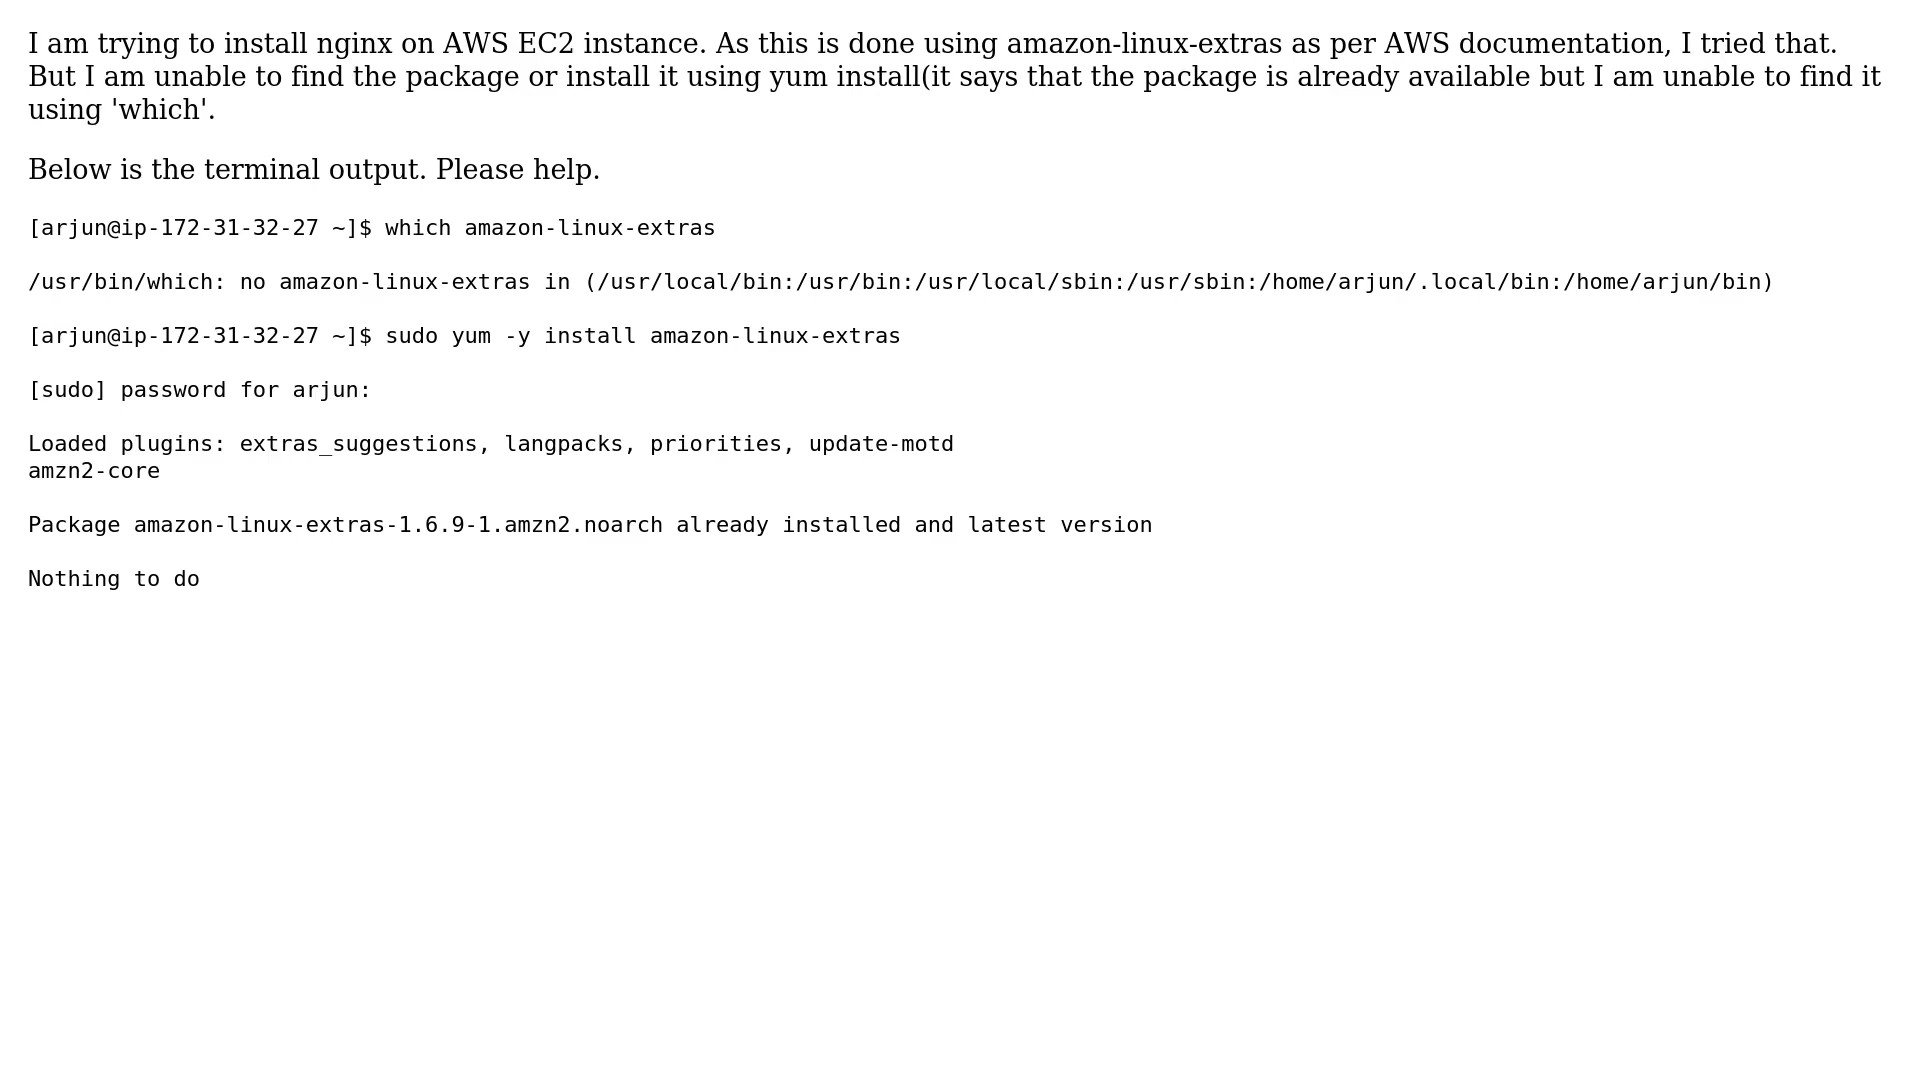 I am trying to install nginx on AWS EC2 instance. As this is done using amazon-linux-extras as per AWS documentation, I tried that.
But I am unable to find the package or install it using yum install(it says that the package is already available but I am unable to find it
using 'which'.
Below is the terminal output. Please help.
[arjun@ip-172-31-32-27 ~]$ which amazon-linux-extras
/usr/bin/which: no amazon-linux-extras in (/usr/local/bin:/usr/bin:/usr/local/sbin:/usr/sbin:/home/arjun/.local/bin:/home/arjun/bin)
[arjun@ip-172-31-32-27 ~]$ sudo yum -y install amazon-linux-extras
[sudo] password for arjun:
Loaded plugins: extras_suggestions, langpacks, priorities, update-motd
amzn2-core
Package amazon-linux-extras-1.6.9-1.amzn2.noarch already installed and latest version
Nothing to do